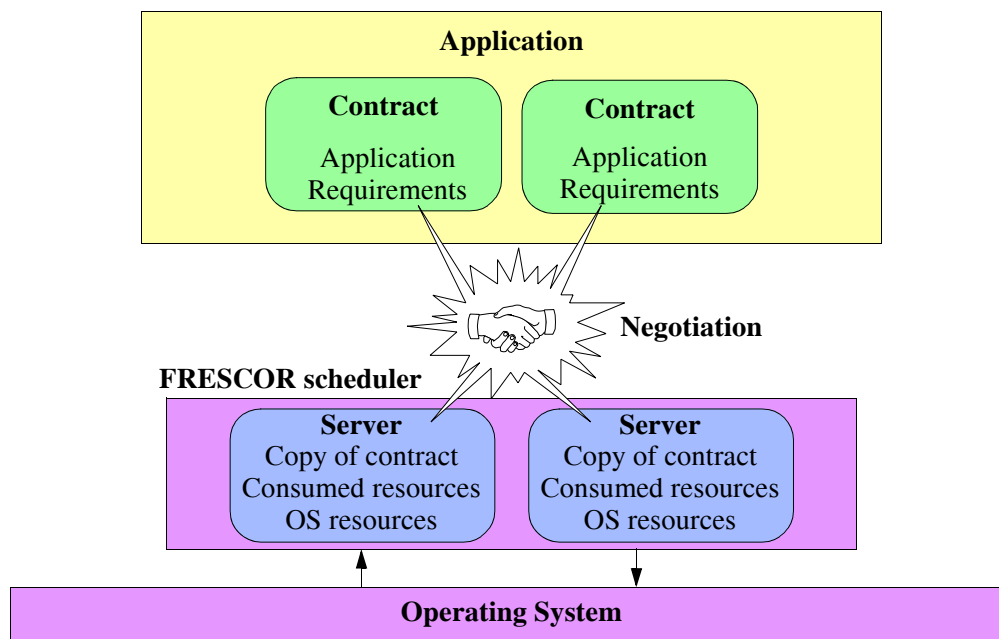 Application
Contract
Application
Requirements
Contract
Application
Requirements
Negotiation
FRESCOR scheduler
Server
Copy of contract
Consumed resources
OS resources
Server
Copy of contract
Consumed resources
OS resources
Operating System